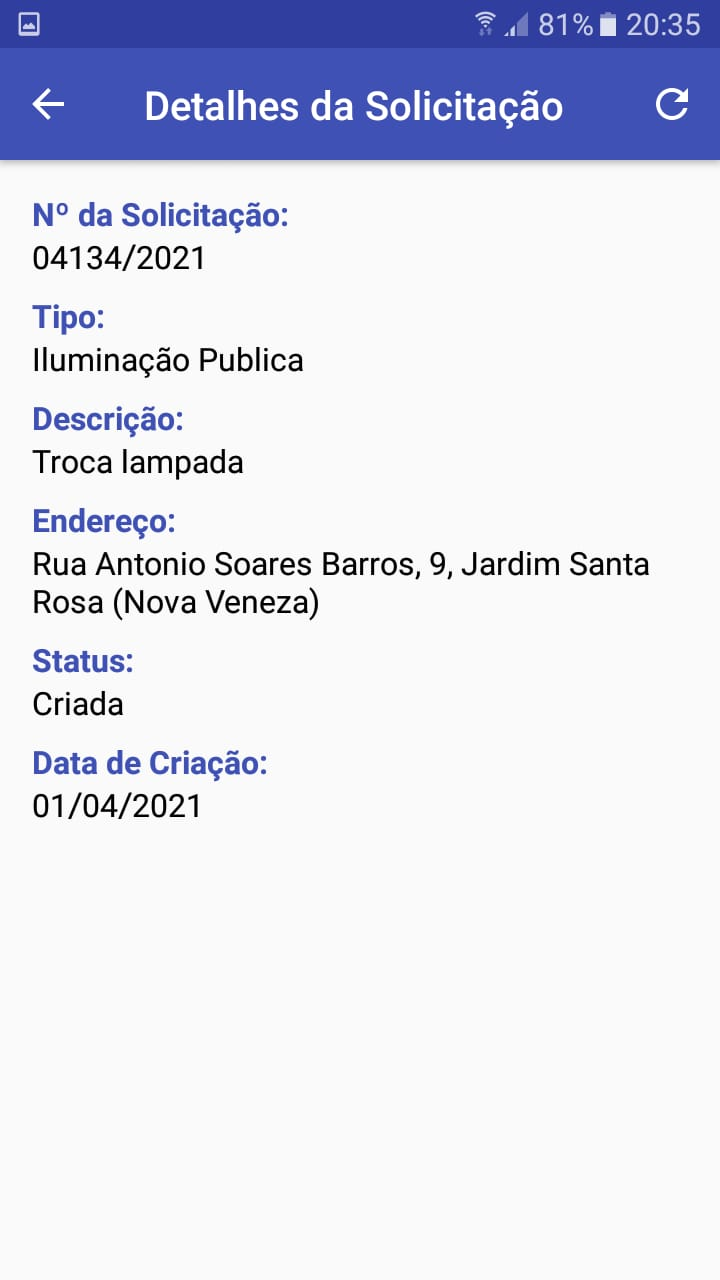 81% 20:35
Detalhes da Solicitação
Nº da Solicitação:
04134/2021
Tipo:
Iluminação Publica
Descrição:
Troca lampada
Endereço:
Rua Antonio Soares Barros, 9, Jardim Santa
Rosa (Nova Veneza)
Status:
Criada
Data de Criação:
01/04/2021